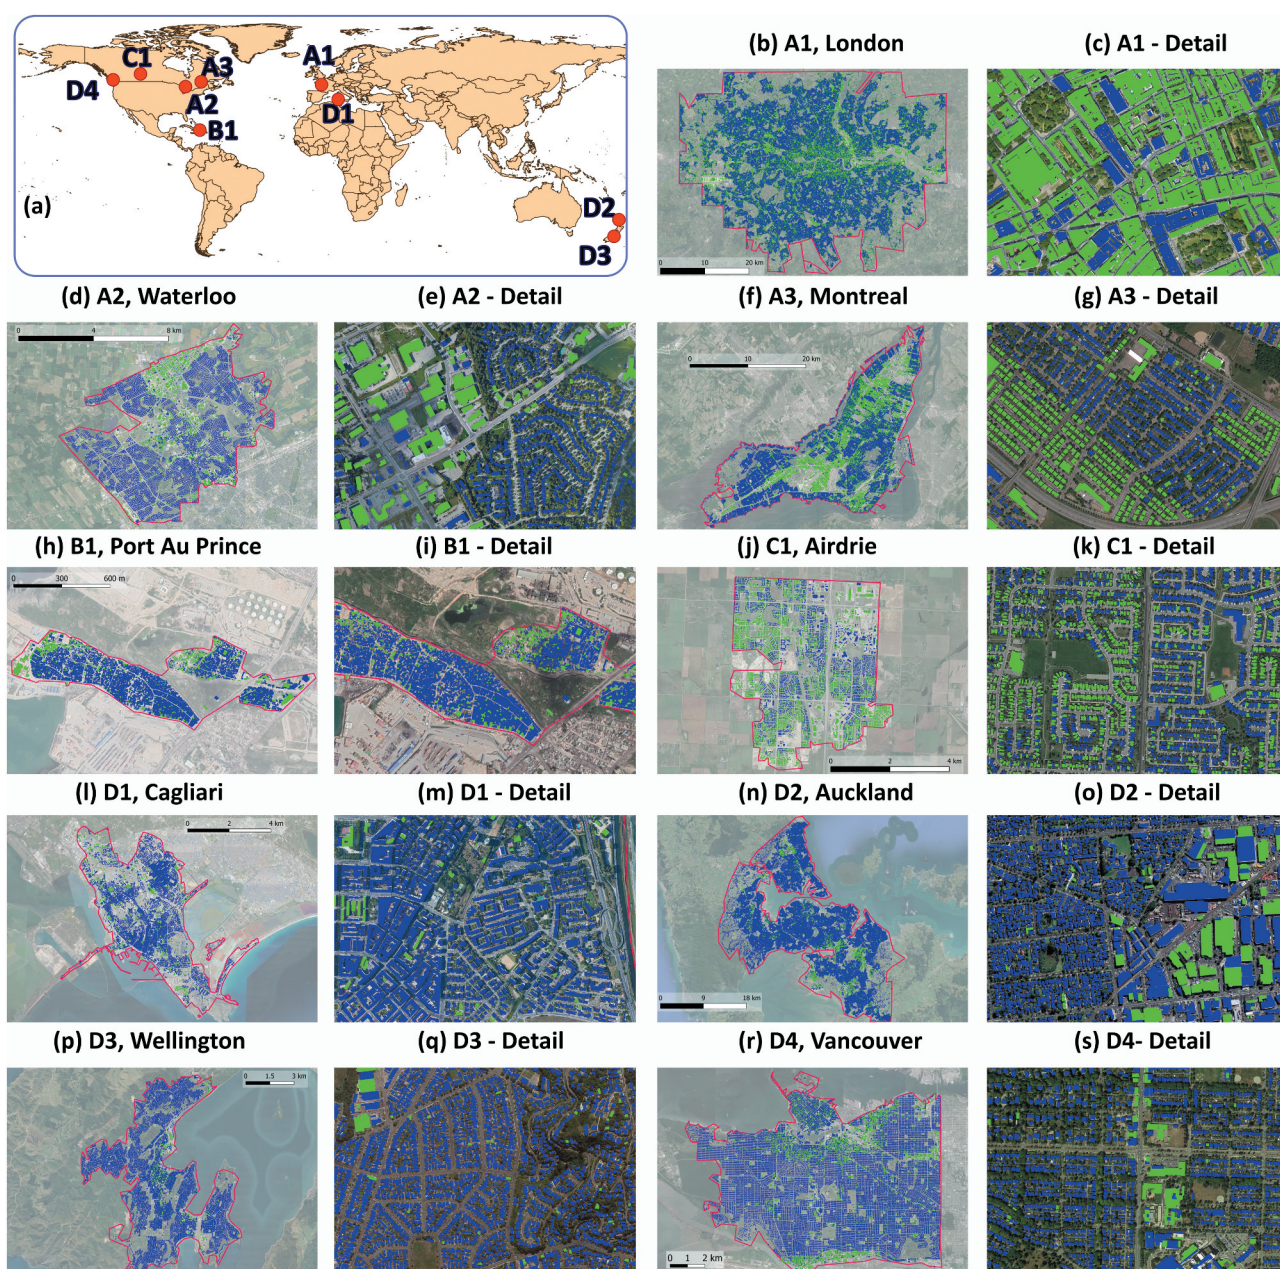 (b) A1, London
(c) A1 - Detail
C1
A3
A1
D4
A2
D1
B1
(a)
D2
D3
0 10 20 km
(d) A2, Waterloo
(e) A2 - Detail
(f) A3, Montreal
(g) A3 - Detail
0 4 8 km
0 10 20 km
(h) B1, Port Au Prince
(i) B1 - Detail
(j) C1, Airdrie
(k) C1 - Detail
0 300 600 m
0 2 4 km
(l) D1, Cagliari
(m) D1 - Detail
(n) D2, Auckland
(o) D2 - Detail
0 2 4 km
0 9 18 km
(p) D3, Wellington
(q) D3 - Detail
(r) D4, Vancouver
(s) D4- Detail
0 1.5 3 km
0 1 2 km